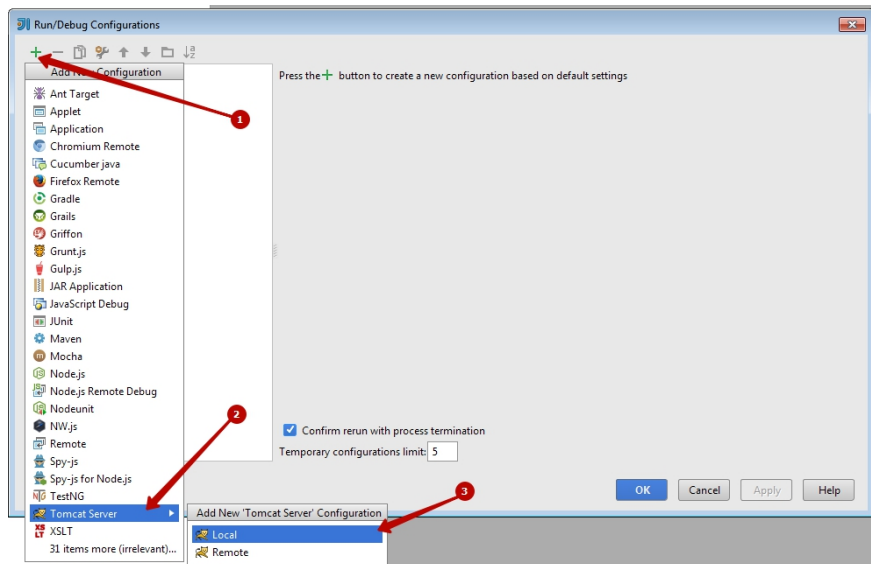 Run/Debug Configurations
Add New Configuration
Press the + button to create a new configuration based on default settings
Ant Target
Applet
1
Application
Chromium Remote
Cucumber java
Firefox Remote
Gradle
Grails
Griffon
Grunt.js
Gulp.js
JAR Application
JavaScript Debug
JUnit
Maven
Mocha
Node.js
Node.js Remote Debug
Nodeunit
2
NW.js
Confirm rerun with process termination
Remote
Temporary configurations limit: 5
Spy-js
Spy-js for Node.js
TestNG
3
OK Cancel Apply Help
Tomcat Server
Add New 'Tomcat Server' Configuration
XSLT
Local
31 items more (irrelevant)...
Remote